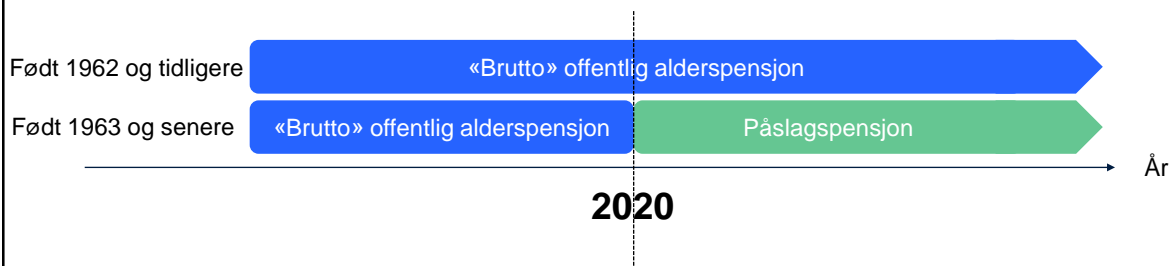 Født 1962 og tidligere
«Brutto» offentlig alderspensjon
Født 1963 og senere
«Brutto» offentlig alderspensjon
Påslagspensjon
År
2020